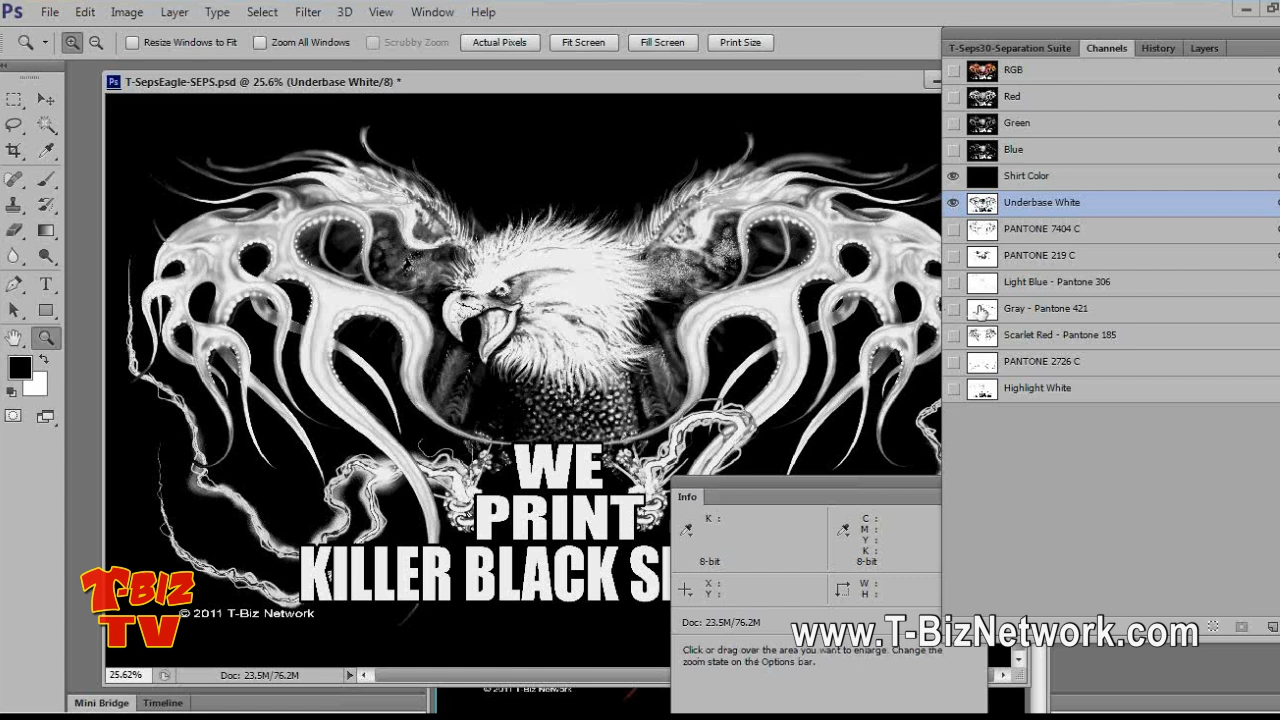 Ps File Edit Image Layer Type Select Filter 3D View Window Help
Resize Windows to Fit Zoom All Windows Scrubby Zoom Actual Pixels Fit Screen Fill Screen Print Size
T-Seps30-Separation Suite Channels History Layers
Ps T-SepsEagle-SEPS.psd @ 25.6% (Underbase White/8) *
RGB
Red
Green
Blue
Shirt Color
Underbase White
PANTONE 7404 C
PANTONE 219 C
Light Blue - Pantone 306
Gray - Pantone 421
Scarlet Red - Pantone 185
PANTONE 2726 C
Highlight White
WE
PRINT
KILLER BLACK
Info
K :
8-bit
C :
M :
Y :
K :
8-bit
X :
Y :
W :
H :
Doc: 23.5M/76.2M
Click or drag over the area you want to enlarge. Change the
zoom state on the Options bar.
T-BIZ
TV
© 2011 T-Biz Network
www.T-BizNetwork.com
25.62% Doc: 23.5M/76.2M
© 2011 T-Biz Network
Mini Bridge Timeline